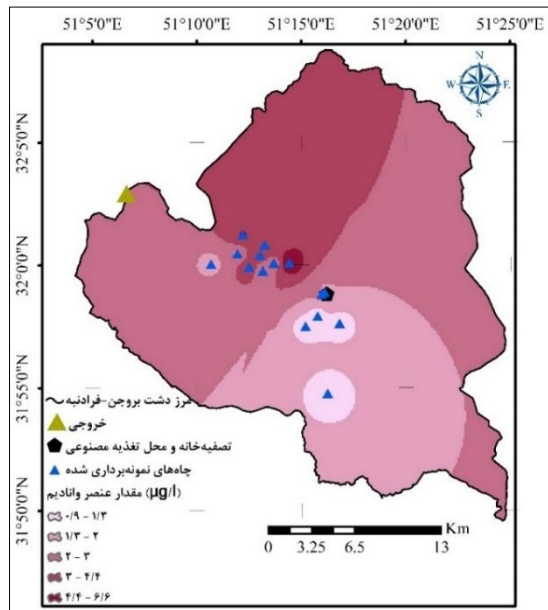 51°5'0"E 51°10'0"E 51°15'0"E 51°20'0"E 51°25'0"E
N
W E
S
32°5'0"N
32°0'0"N
31°55'0"N
31°50'0"N
مرز دشت بروجن-فرادنبه
خروجی
تصفیه‌خانه و محل تغذیه مصنوعی
چاه‌های نمونه‌برداری شده
مقدار عنصر وانادیم (µg/l)
۰/۹ - ۱/۳
۱/۳ - ۲
۲ - ۳
۳ - ۴/۴
۴/۴ - ۶/۶
Km
0 3.25 6.5 13